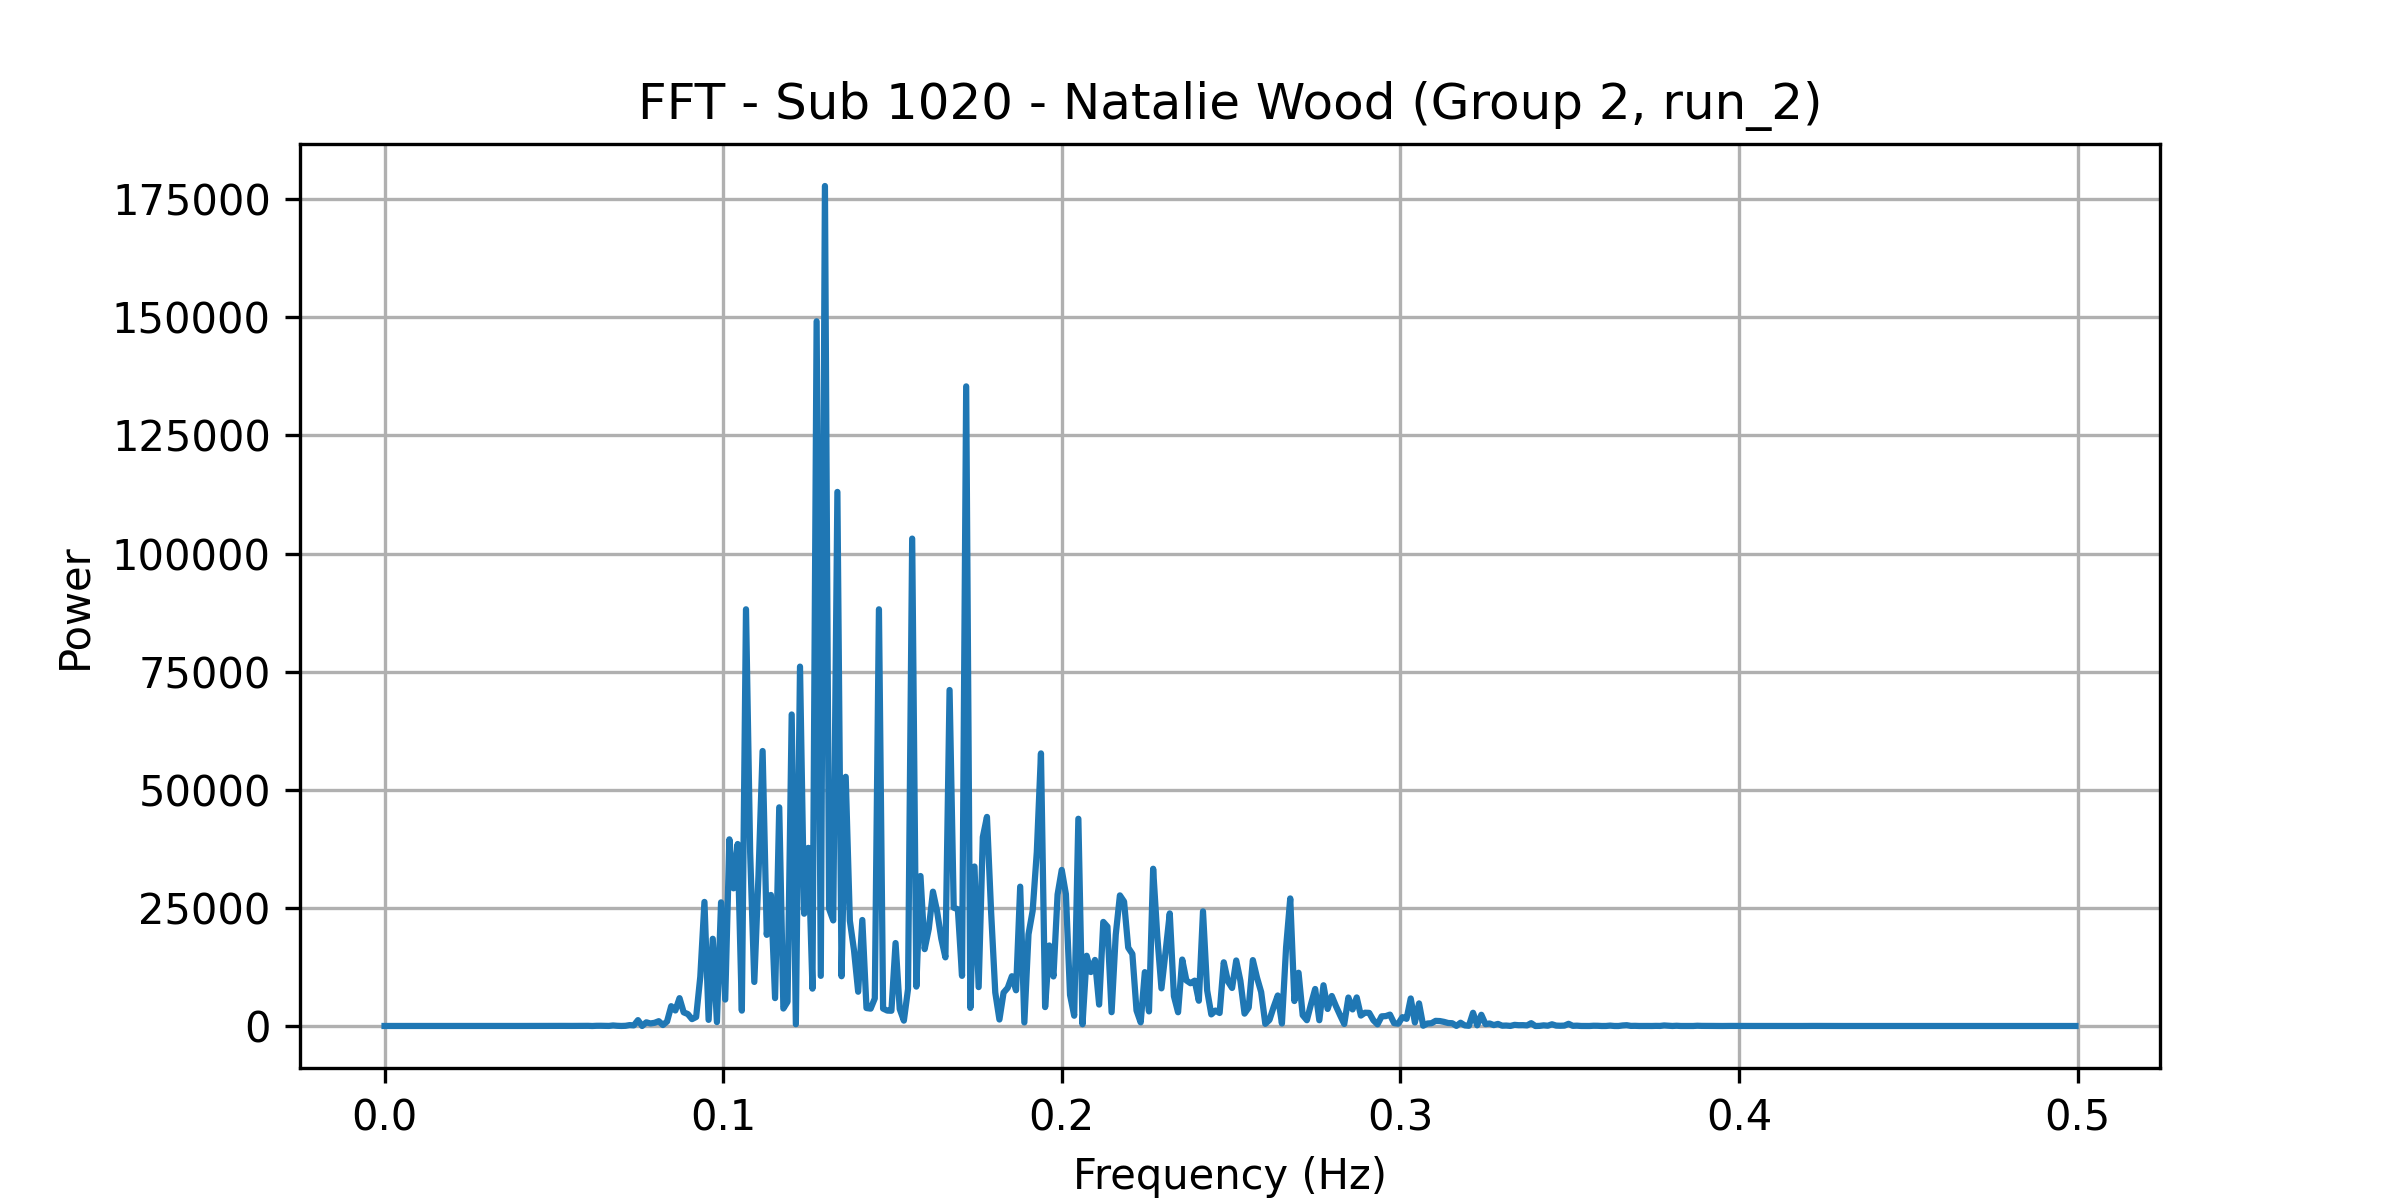 FFT - Sub 1020 - Natalie Wood (Group 2, run_2)
Power
175000
150000
125000
100000
75000
50000
25000
0
0.0 0.1 0.2 0.3 0.4 0.5
Frequency (Hz)